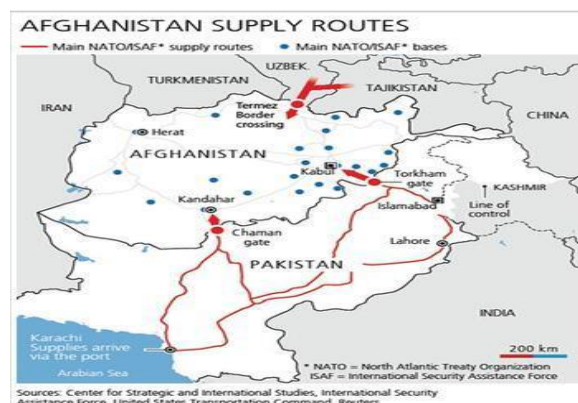 AFGHANISTAN SUPPLY ROUTES
Main NATO/ISAF* supply routes
Main NATO/ISAF* bases
UZBEK.
TURKMENISTAN
TAJIKISTAN
IRAN
Termez
Border
crossing
CHINA
Herat
AFGHANISTAN
Kabul
Torkham
gate
KASHMIR
Kandahar
Islamabad
Line of
control
Chaman
gate
Lahore
PAKISTAN
INDIA
Karachi
Supplies arrive
via the port
Arabian Sea
200 km
* NATO = North Atlantic Treaty Organization
ISAF = International Security Assistance Force
Sources: Center for Strategic and International Studies, International Security
Assistance Force, United States Transportation Command, Reuters